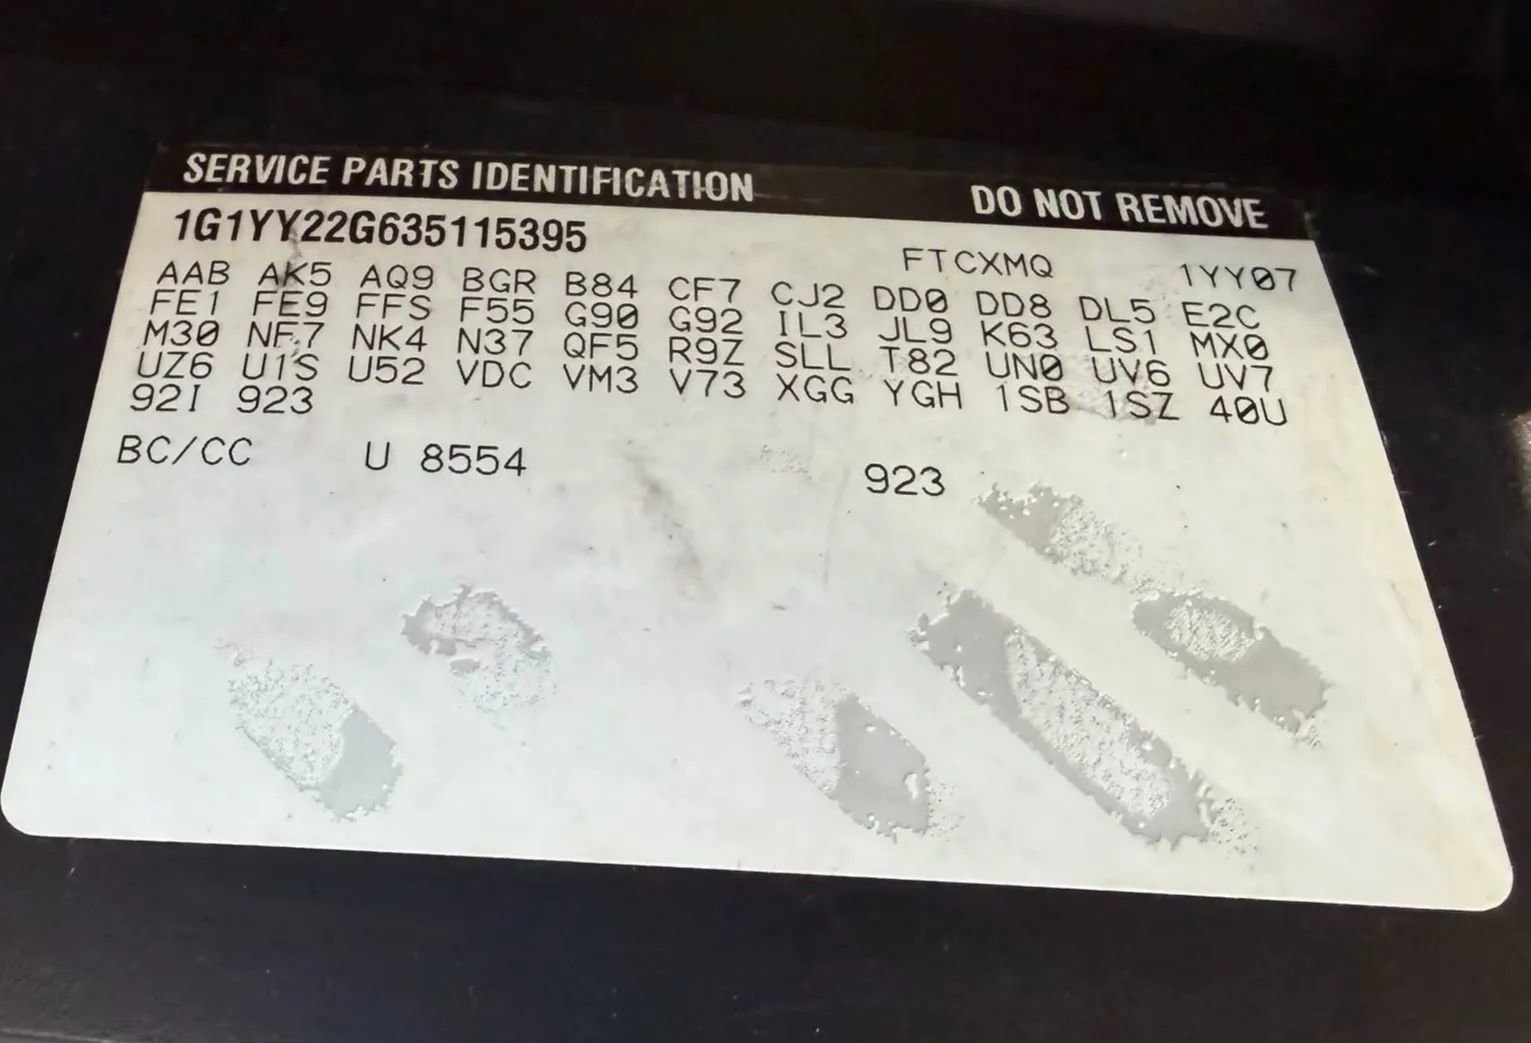 SERVICE PARTS IDENTIFICATION DO NOT REMOVE
1G1YY22G635115395 FTCXMQ 1YY07
AAB AK5 AQ9 BGR B84 CF7 CJ2 DD0 DD8 DL5 E2C
FE1 FE9 FFS F55 G90 G92 IL3 JL9 K63 LS1 MX0
M30 NF7 NK4 N37 QF5 R9Z SLL T82 UN0 UV6 UV7
UZ6 U1S U52 VDC VM3 V73 XGG YGH 1SB 1SZ 40U
92I 923
BC/CC U 8554 923